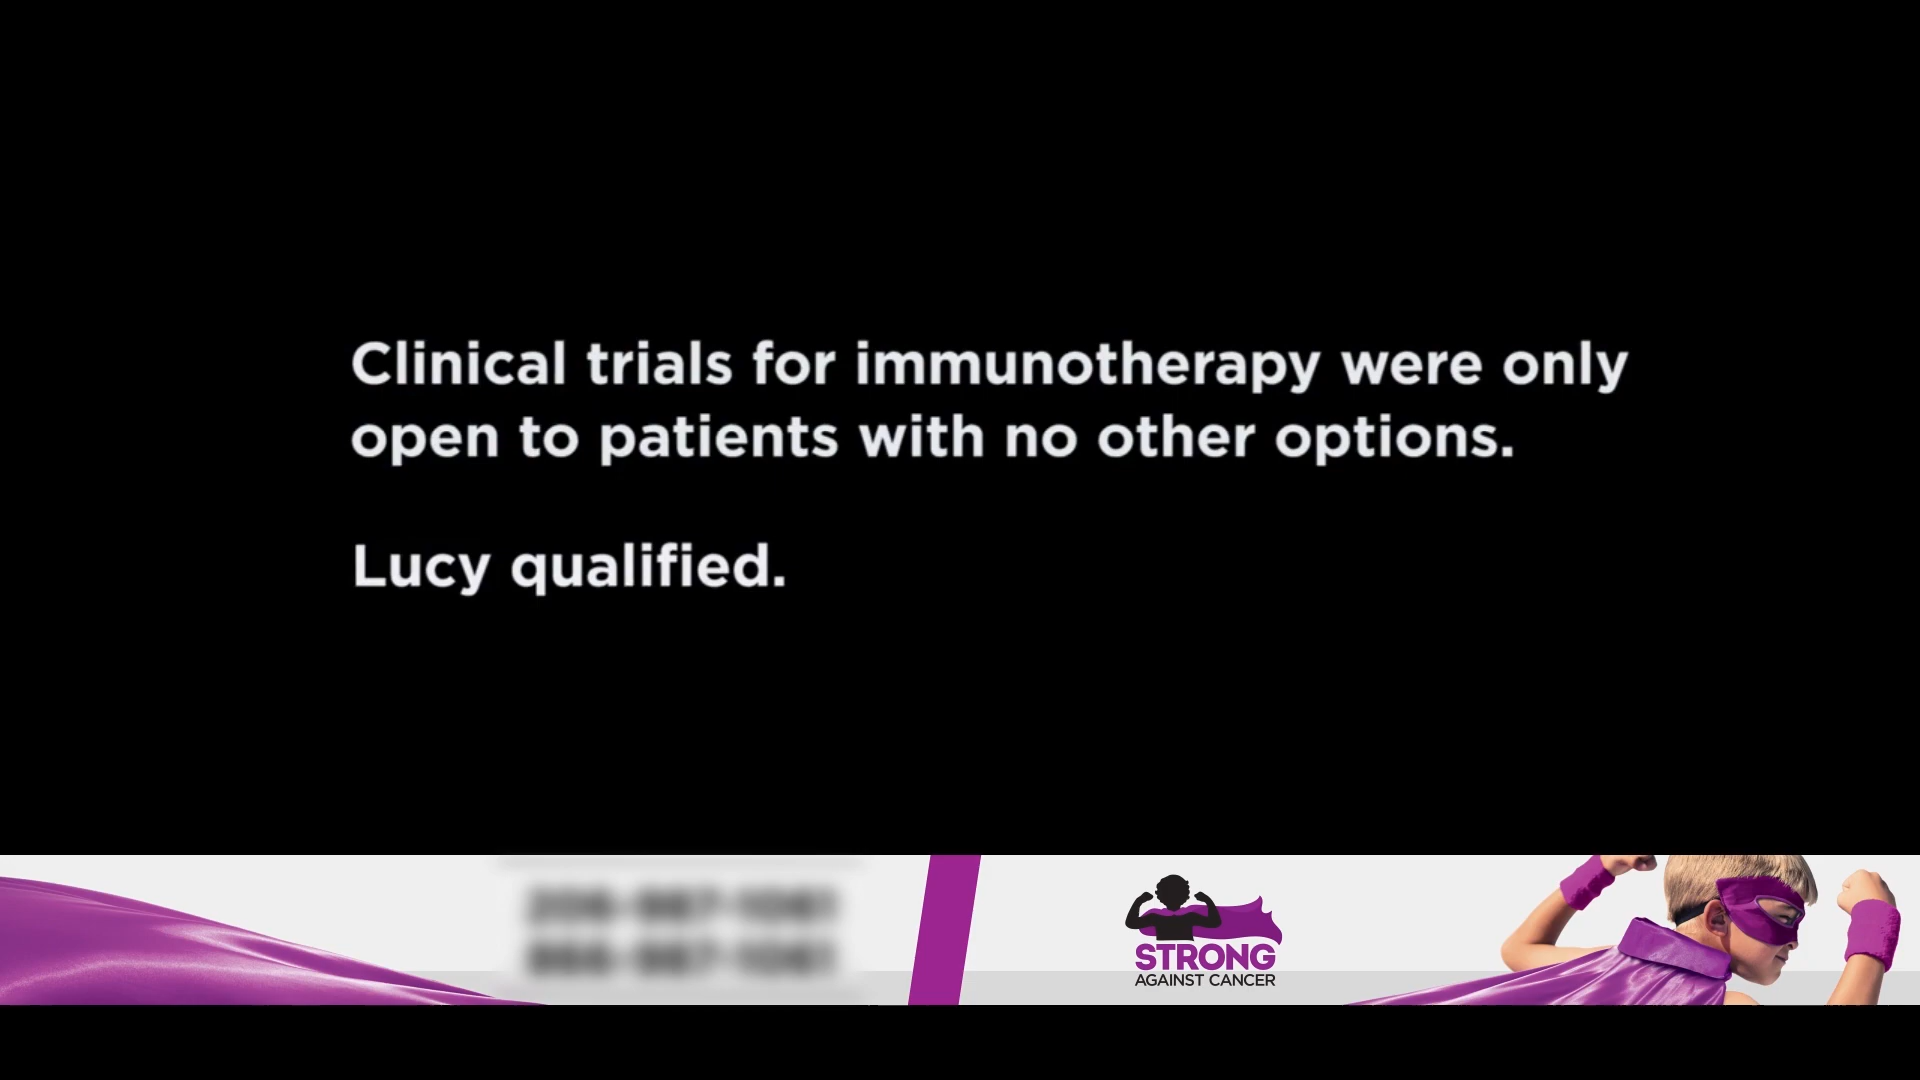 Clinical trials for immunotherapy were only
open to patients with no other options.
Lucy qualified.
STRONG
AGAINST CANCER